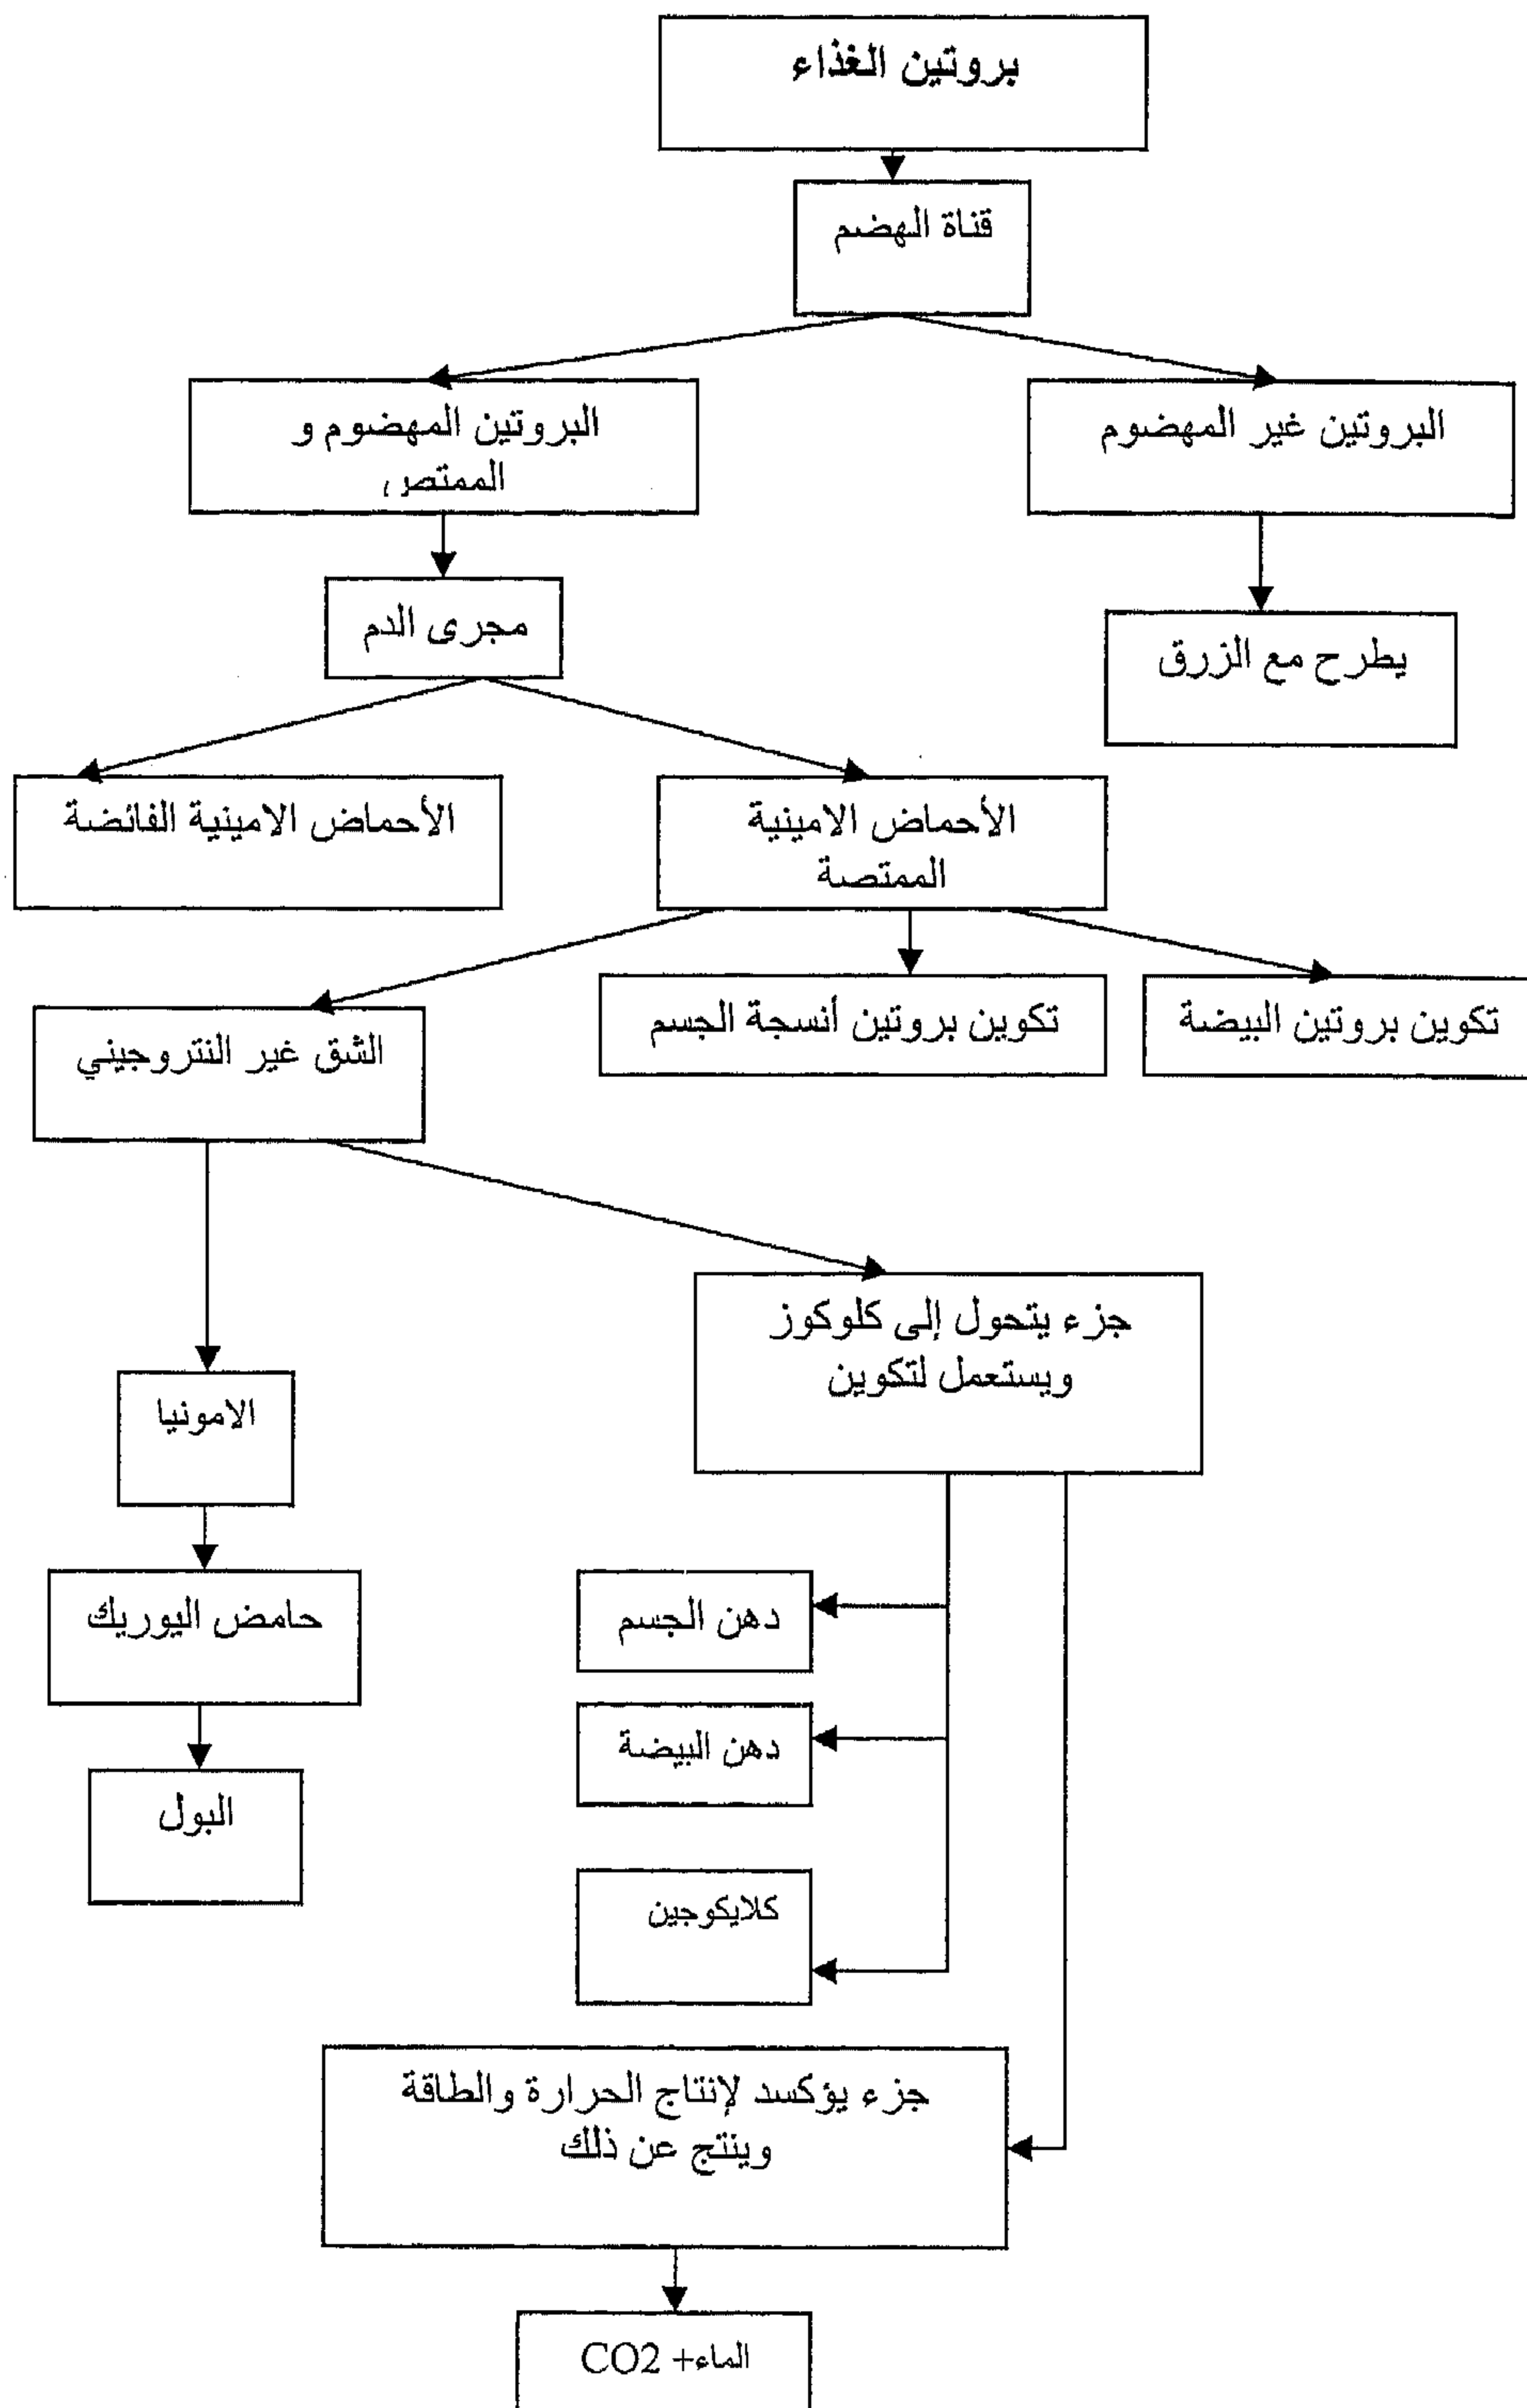 بروتين الغذاء
قناة الهضم
البروتين غير المهضوم
البروتين المهضوم و
الممتص
مجرى الدم
يطرح مع الزرق
الأحماض الامينية
الممتصة
الأحماض الامينية الفائضة
تكوين بروتين البيضة
تكوين بروتين أنسجة الجسم
الشق غير النتروجيني
جزء يتحول إلى كلوكوز
ويستعمل لتكوين
الامونيا
حامض اليوريك
دهن الجسم
دهن البيضة
البول
كلايكوجين
جزء يؤكسد لإنتاج الحرارة والطاقة
وينتج عن ذلك
الماء+ CO2